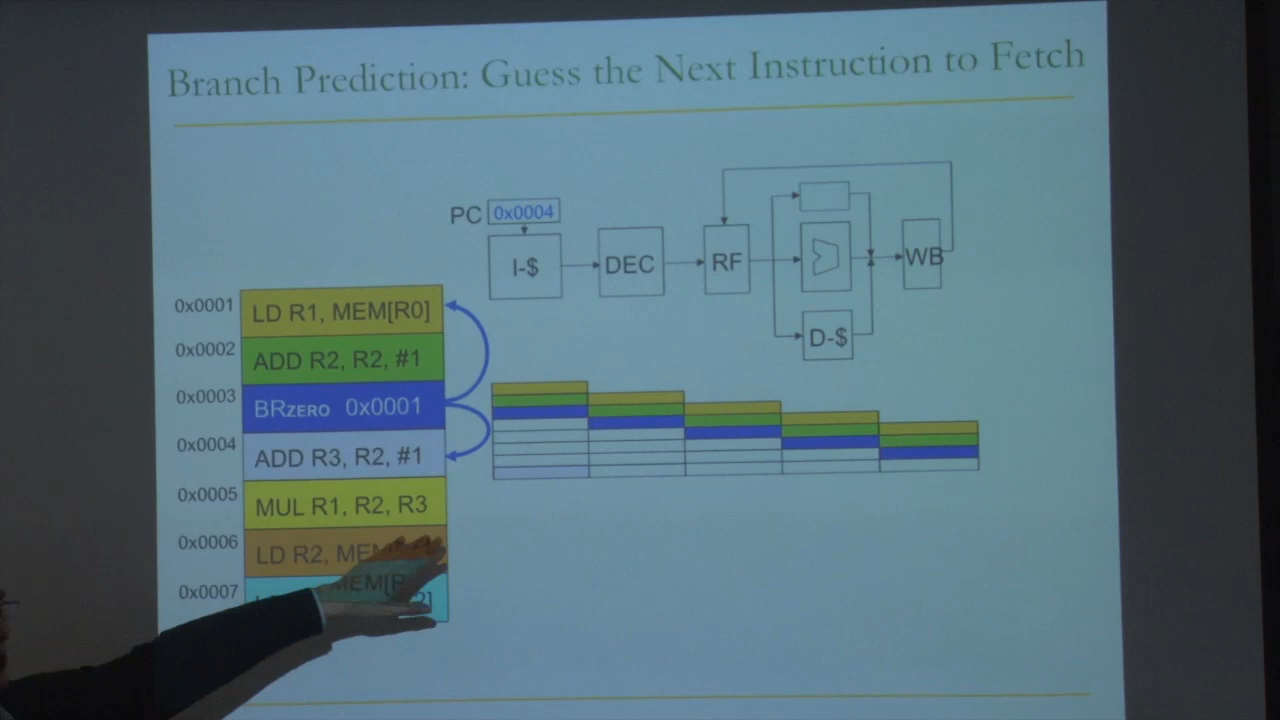 Branch Prediction: Guess the Next Instruction to Fetch
PC 0x0004
I-$ DEC RF WB
D-$
0x0001 LD R1, MEM[R0]
0x0002 ADD R2, R2, #1
0x0003 BRZERO 0x0001
0x0004 ADD R3, R2, #1
0x0005 MUL R1, R2, R3
0x0006 LD R2,
0x0007